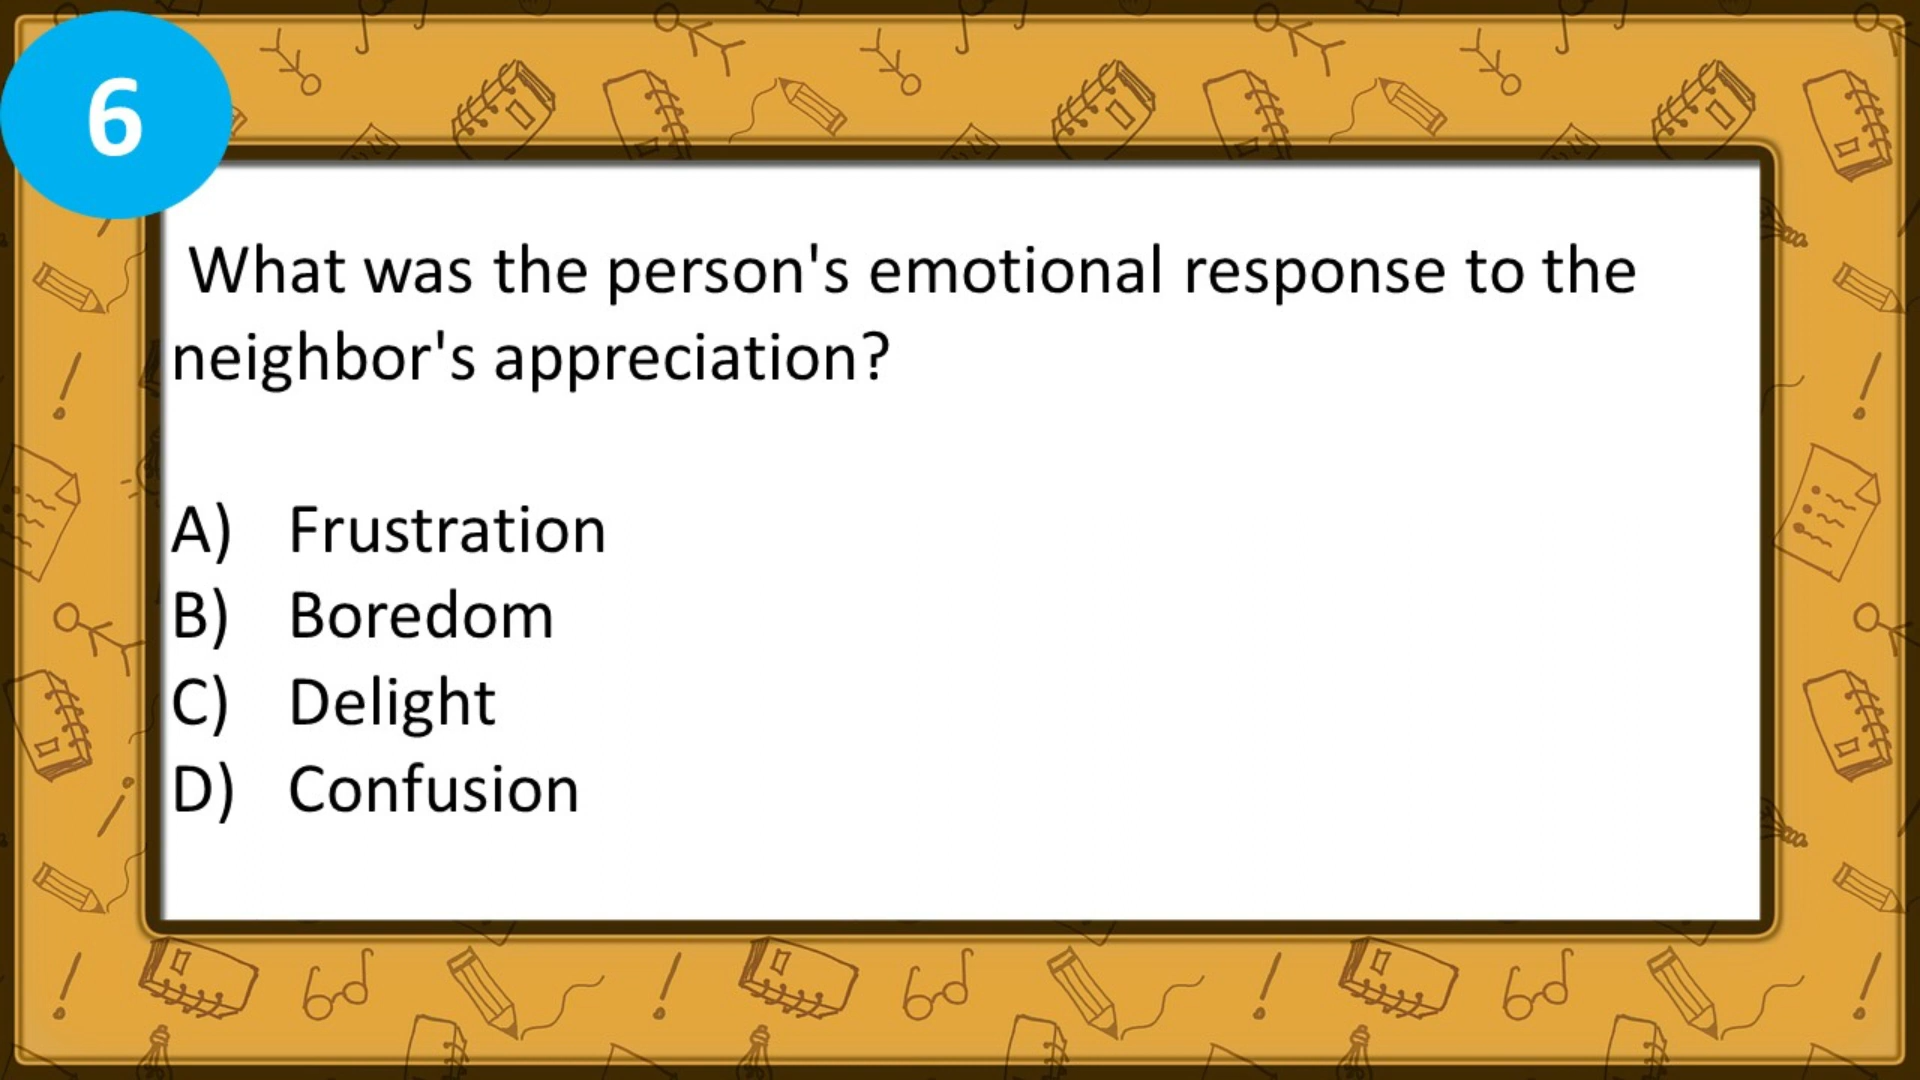 6
What was the person's emotional response to the
neighbor's appreciation?
A) Frustration
B) Boredom
C) Delight
D) Confusion